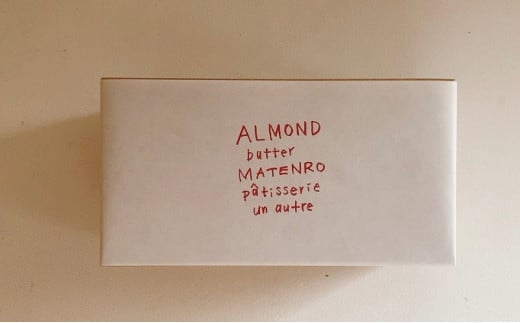 ALMOND
butter
MATENRO
pâtisserie
un autre